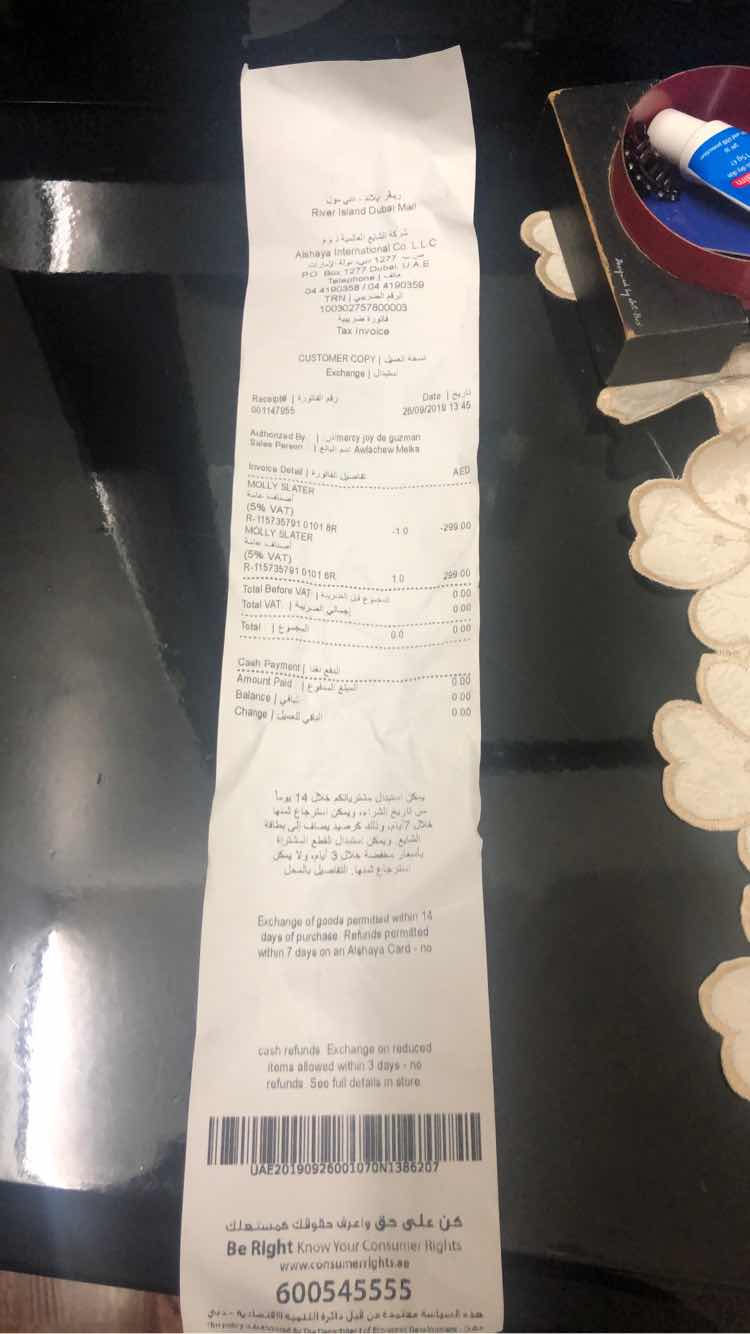 ريفر ايلاند - دبي مول
River Island Dubai Mall
شركة الشايع العالمية ذ.م.م
Alshaya International Co. L.L.C
ص.ب 1277 دبي، دولة الإمارات
P.O. Box 1277 Dubai, U.A.E
Telephone | هاتف
04 4190358 / 04 4190359
TRN | الرقم الضريبي
100302757800003
فاتورة ضريبية
Tax Invoice
CUSTOMER COPY | نسخة العميل
Exchange | استبدال
Receipt# | رقم الفاتورة
Date | تاريخ
001147955
26/09/2019 13:45
Authorized By | mercy joy de guzman
Sales Person | اسم البائع Awlachew Melka
Invoice Detail | تفاصيل الفاتورة
AED
MOLLY SLATER
أصناف عامة
(5% VAT)
R-115735791 0101 8R -1.0 -299.00
MOLLY SLATER
أصناف عامة
(5% VAT)
R-115735791 0101 6R 1.0 299.00
Total Before VAT | المجموع قبل الضريبة 0.00
Total VAT | إجمالي الضريبة 0.00
Total | المجموع 0.0 0.00
Cash Payment | الدفع نقدا
Amount Paid | المبلغ المدفوع 0.00
Balance | الباقي 0.00
Change | الباقي للعميل 0.00
يمكن استبدال مشترياتكم خلال 14 يوماً
من تاريخ الشراء، ويمكن استرجاع ثمنها
خلال 7 أيام، وذلك كرصيد يضاف إلى بطاقة
الشايع. ويمكن استبدال القطع المشتراة
بأسعار مخفضة خلال 3 أيام، ولا يمكن
استرجاع ثمنها. التفاصيل بالمحل
Exchange of goods permitted within 14
days of purchase. Refunds permitted
within 7 days on an Alshaya Card - no
cash refunds. Exchange on reduced
items allowed within 3 days - no
refunds. See full details in store
UAE20190926001070N1386207
كن على حق واعرف حقوقك كمستهلك
Be Right Know Your Consumer Rights
www.consumerrights.ae
600545555
هذه السياسة معتمدة من قبل دائرة التنمية الاقتصادية - دبي
This policy is authorized by The Department of Economic Development - Dubai